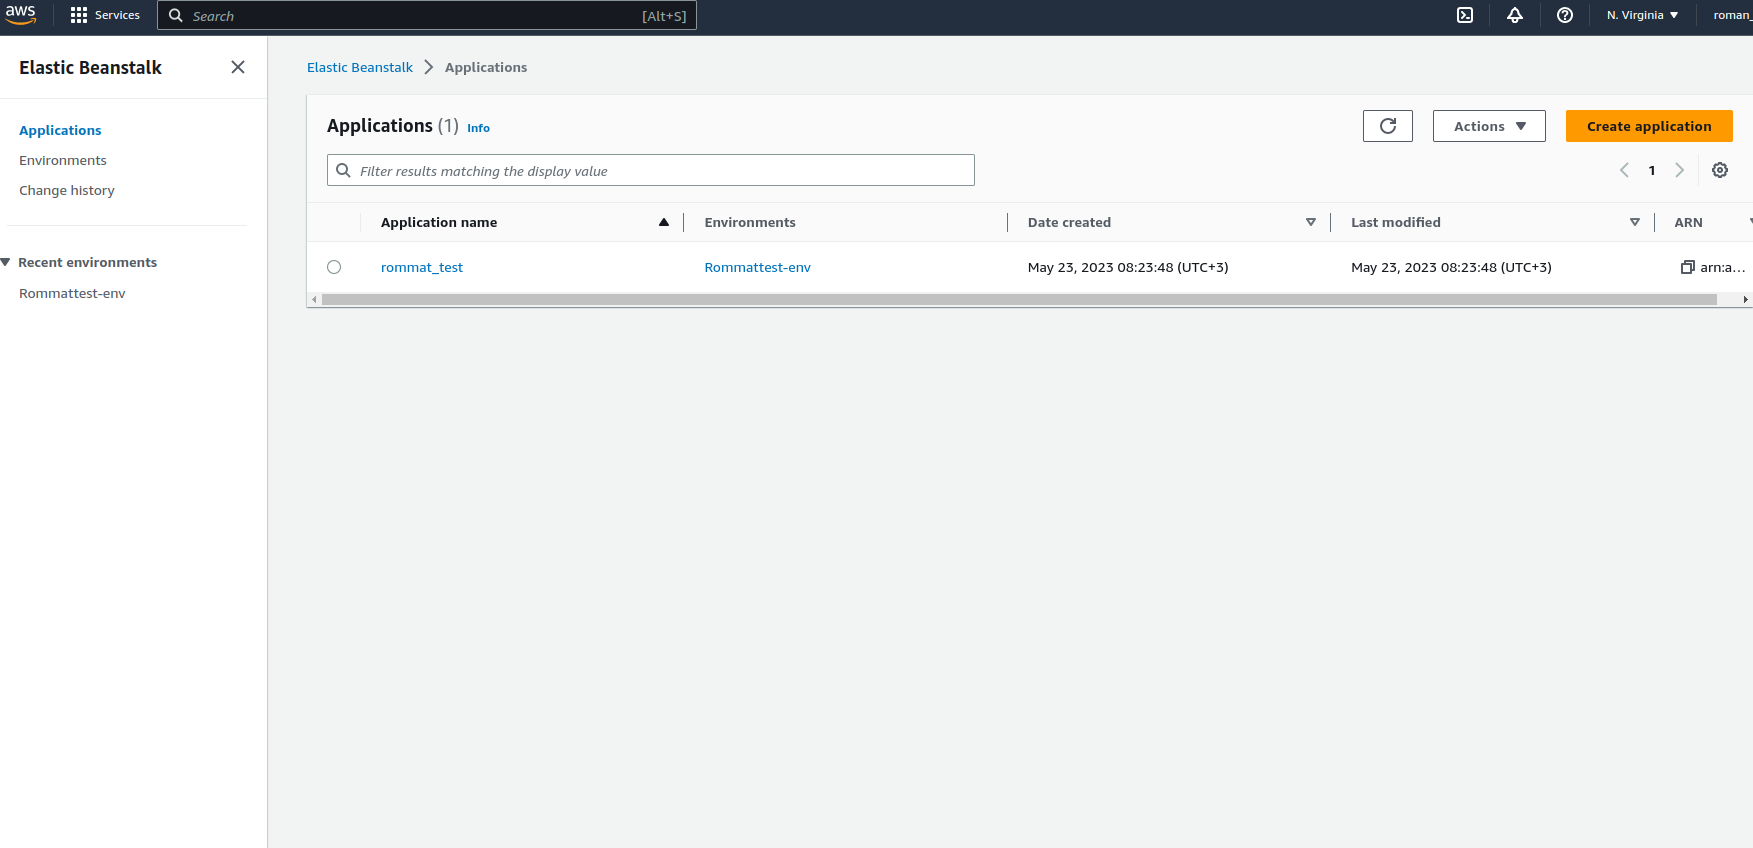 aws Services Search [Alt+S] N. Virginia roman_
Elastic Beanstalk
Applications
Environments
Change history
Recent environments
Rommattest-env
Elastic Beanstalk Applications
Applications (1) Info Actions Create application
Filter results matching the display value 1
Application name Environments Date created Last modified ARN
rommat_test Rommattest-env May 23, 2023 08:23:48 (UTC+3) May 23, 2023 08:23:48 (UTC+3) arn:a...